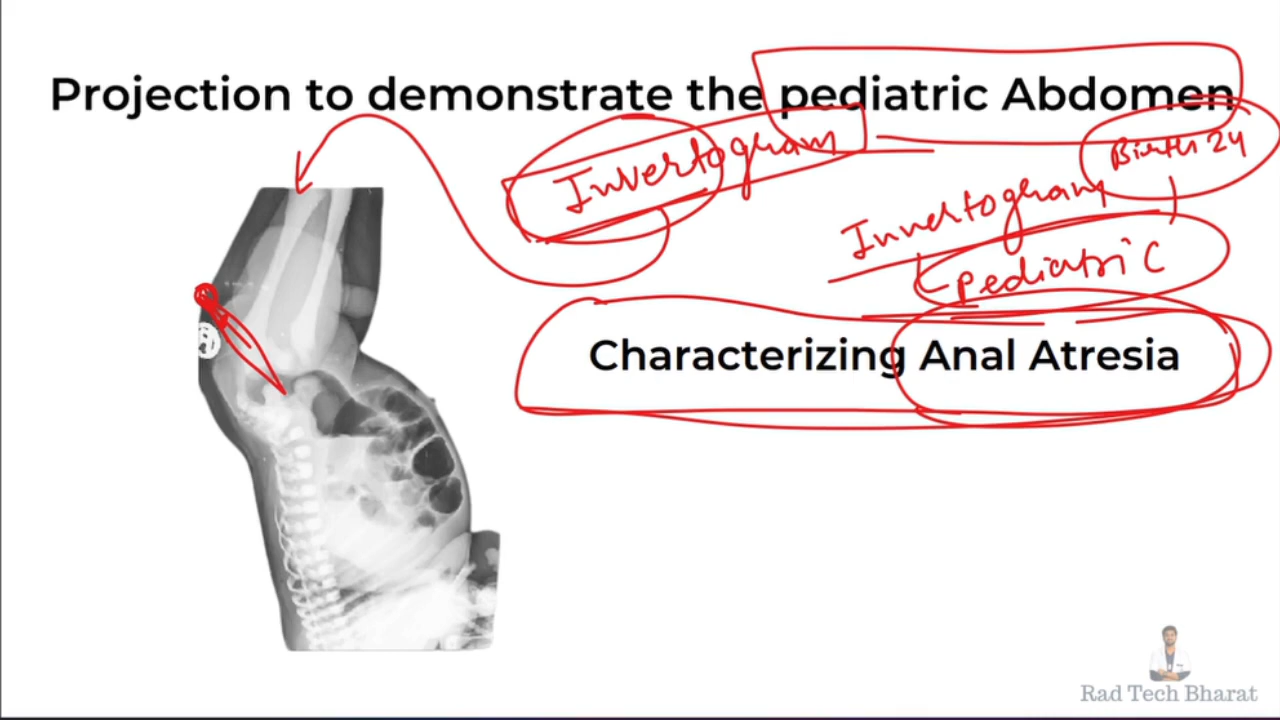 Projection to demonstrate the pediatric Abdomen
Invertogram
Birth 24
Invertogram
pediatric
Characterizing Anal Atresia
Rad Tech Bharat